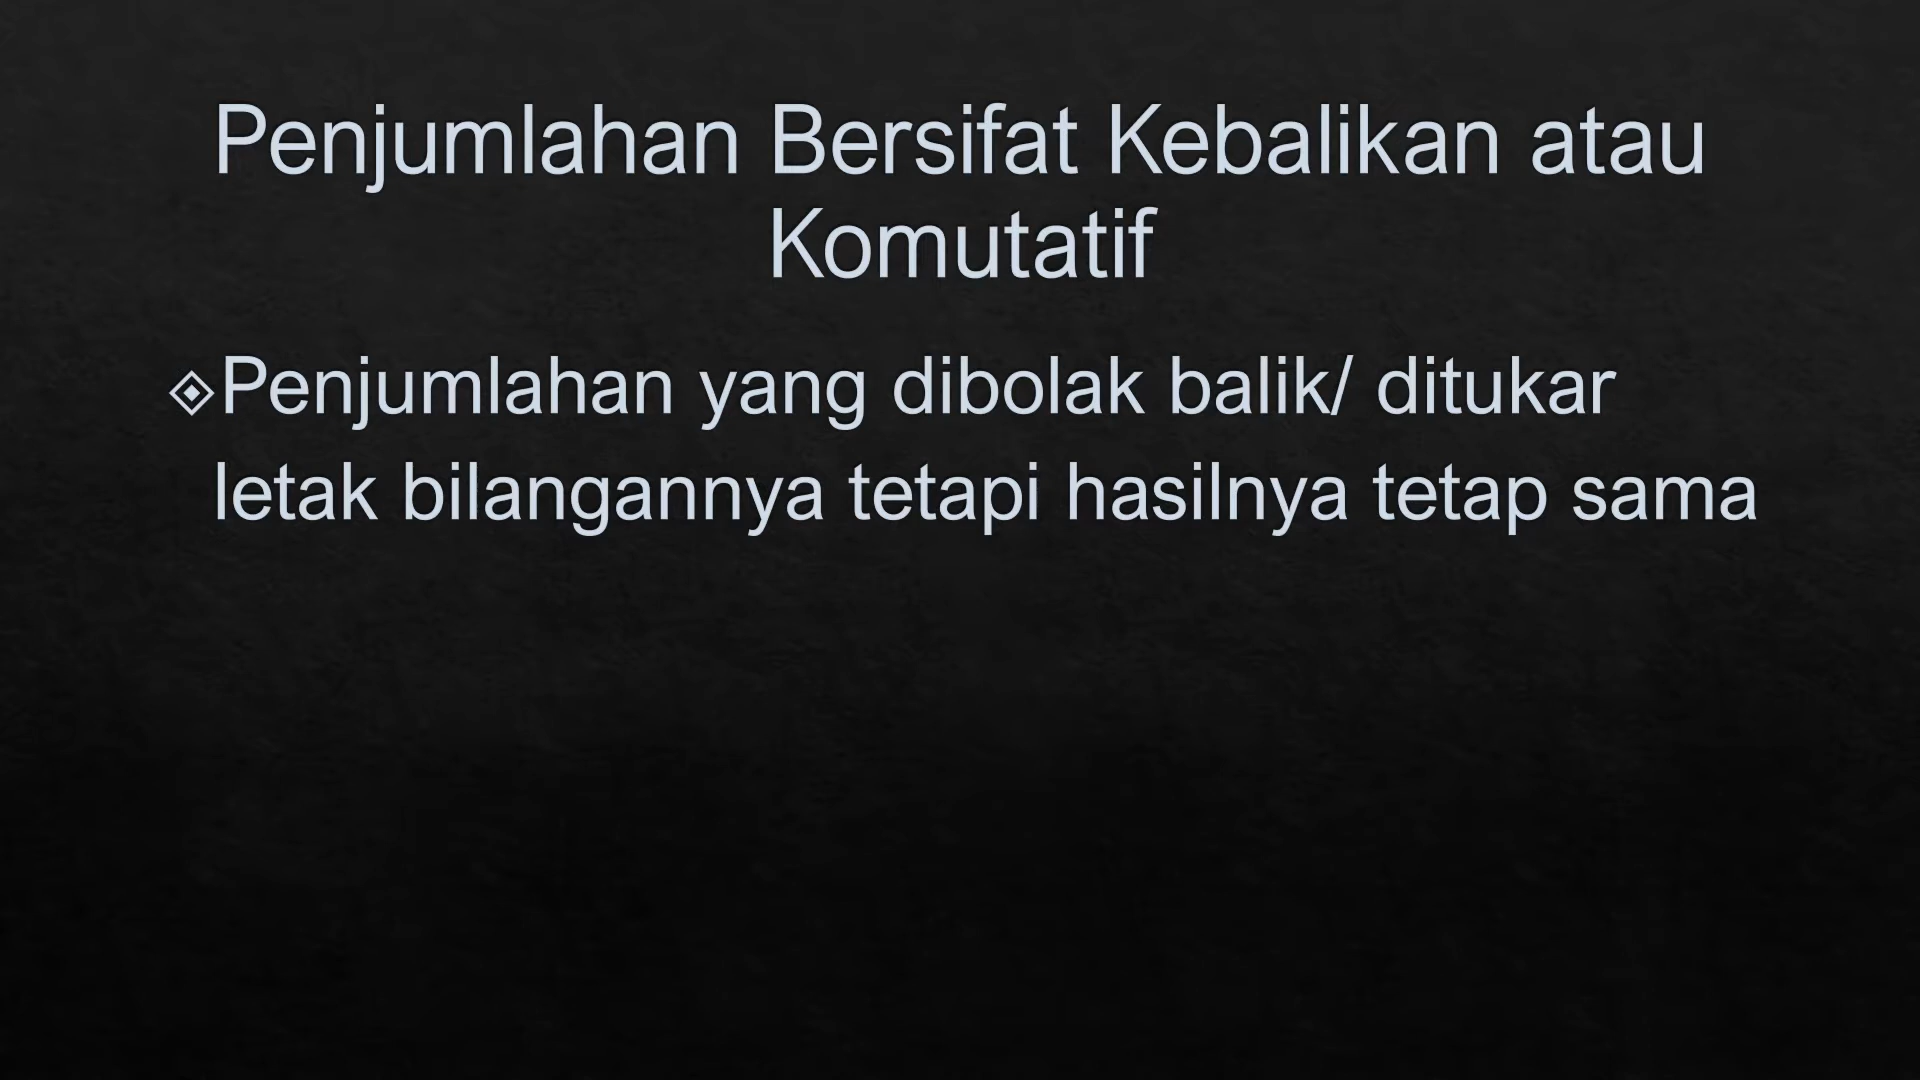 Penjumlahan Bersifat Kebalikan atau
Komutatif
Penjumlahan yang dibolak balik/ ditukar
letak bilangannya tetapi hasilnya tetap sama